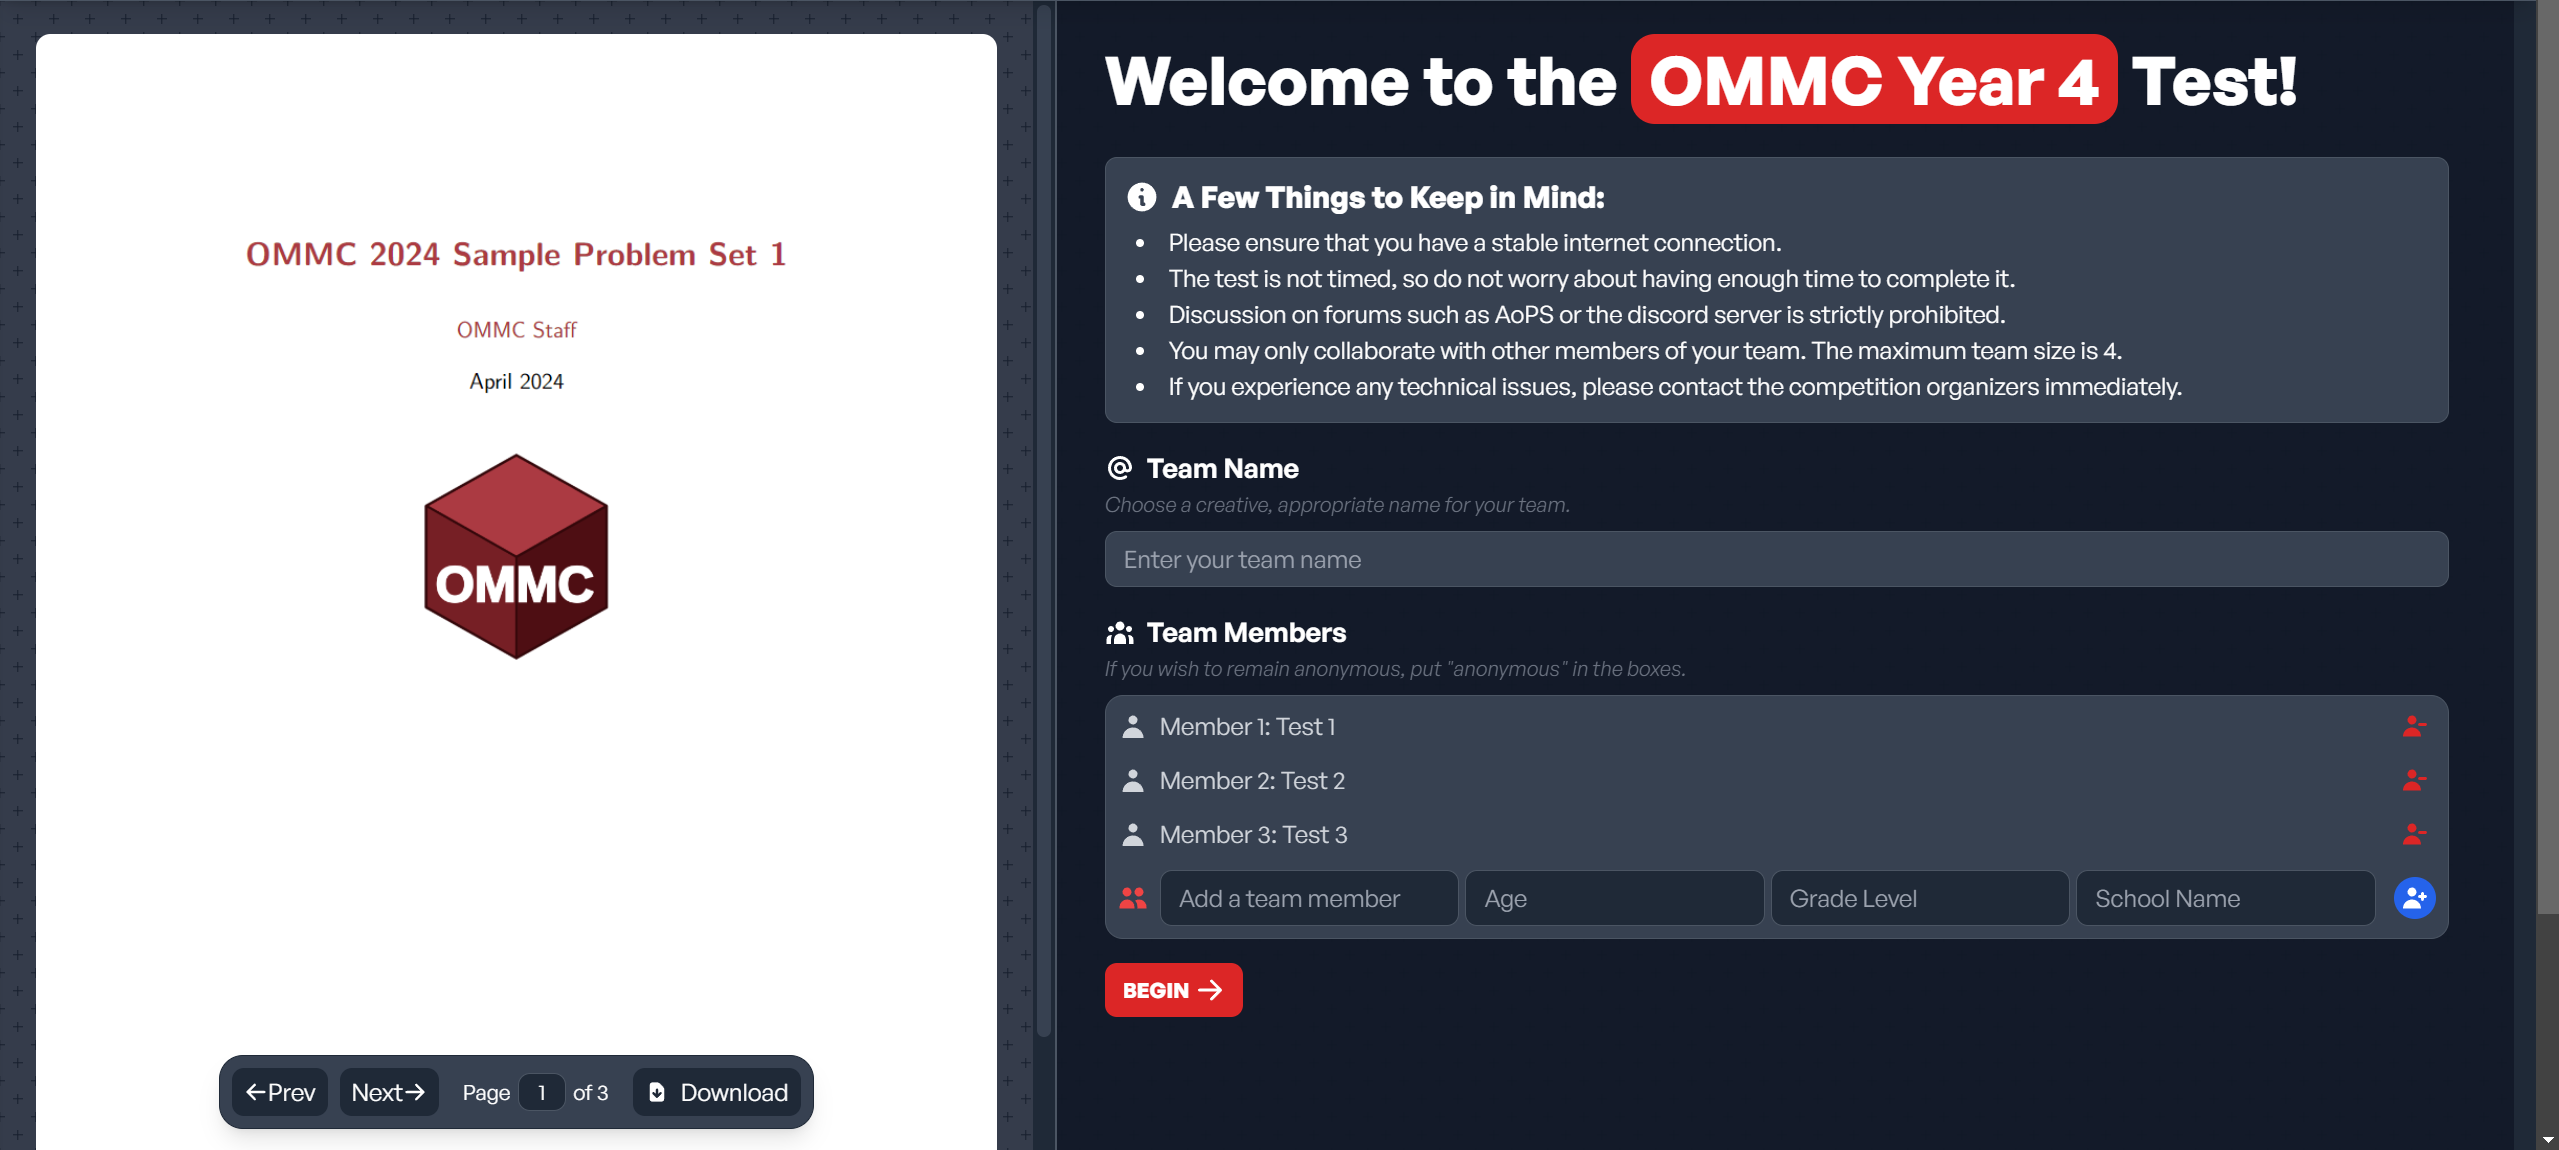 OMMC 2024 Sample Problem Set 1
OMMC Staff
April 2024
OMMC
Prev
Next
Page 1 of 3
Download
Welcome to the OMMC Year 4 Test!
A Few Things to Keep in Mind:
• Please ensure that you have a stable internet connection.
• The test is not timed, so do not worry about having enough time to complete it.
• Discussion on forums such as AoPS or the discord server is strictly prohibited.
• You may only collaborate with other members of your team. The maximum team size is 4.
• If you experience any technical issues, please contact the competition organizers immediately.
Team Name
Choose a creative, appropriate name for your team.
Enter your team name
Team Members
If you wish to remain anonymous, put "anonymous" in the boxes.
Member 1: Test 1
Member 2: Test 2
Member 3: Test 3
Add a team member
Age
Grade Level
School Name
BEGIN